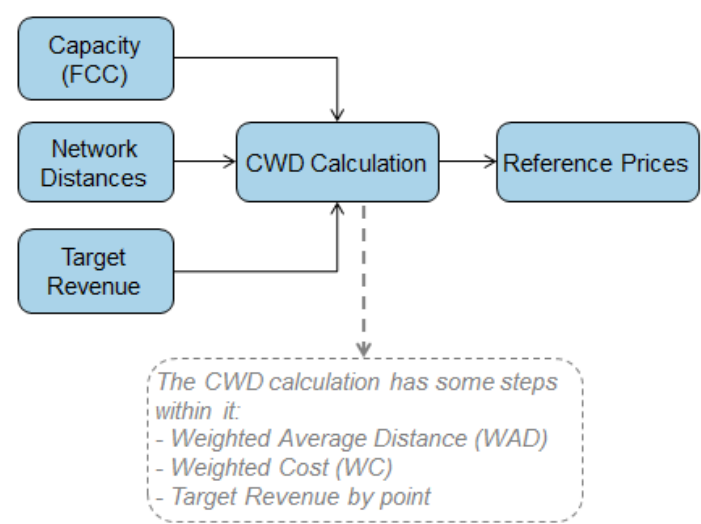 Capacity
(FCC)
Network
Distances
CWD Calculation
Reference Prices
Target
Revenue
The CWD calculation has some steps
within it:
- Weighted Average Distance (WAD)
- Weighted Cost (WC)
- Target Revenue by point